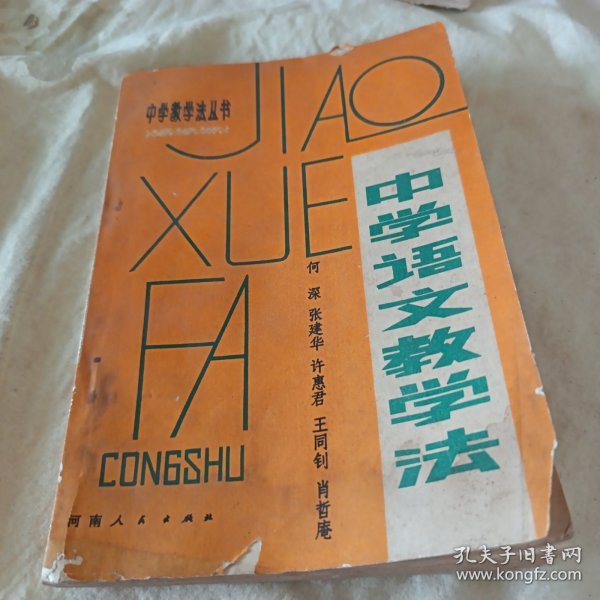 中学教学法丛书
JIAO
XUE
FA
CONGSHU
中学语文教学法
何深 张建华 许惠君 王同钊 肖哲庵
河南人民出版社
孔夫子旧书网
www.kongfz.com